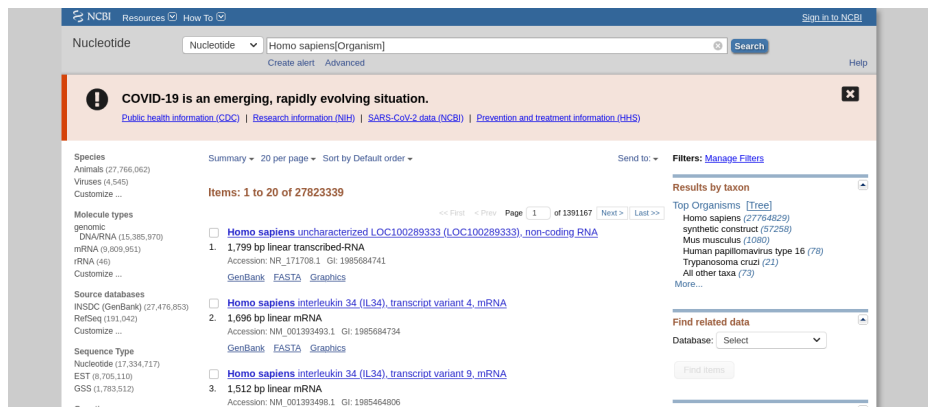 NCBI Resources How To Sign in to NCBI
Nucleotide Nucleotide Homo sapiens[Organism] Search
Create alert Advanced Help
COVID-19 is an emerging, rapidly evolving situation.
Public health information (CDC) | Research information (NIH) | SARS-CoV-2 data (NCBI) | Prevention and treatment information (HHS)
Species
Animals (27,766,062)
Viruses (4,545)
Customize ...
Molecule types
genomic
DNA/RNA (15,385,970)
mRNA (9,809,951)
rRNA (46)
Customize ...
Source databases
INSDC (GenBank) (27,476,853)
RefSeq (191,042)
Customize ...
Sequence Type
Nucleotide (17,334,717)
EST (8,705,110)
GSS (1,783,512)
Summary 20 per page Sort by Default order Send to:
Items: 1 to 20 of 27823339
<< First < Prev Page 1 of 1391167 Next > Last >>
Homo sapiens uncharacterized LOC100289333 (LOC100289333), non-coding RNA
1. 1,799 bp linear transcribed-RNA
Accession: NR_171708.1 GI: 1985684741
GenBank FASTA Graphics
Homo sapiens interleukin 34 (IL34), transcript variant 4, mRNA
2. 1,696 bp linear mRNA
Accession: NM_001393493.1 GI: 1985684734
GenBank FASTA Graphics
Homo sapiens interleukin 34 (IL34), transcript variant 9, mRNA
3. 1,512 bp linear mRNA
Accession: NM_001393498.1 GI: 1985464806
Filters: Manage Filters
Results by taxon
Top Organisms [Tree]
Homo sapiens (27764829)
synthetic construct (57258)
Mus musculus (1080)
Human papillomavirus type 16 (78)
Trypanosoma cruzi (21)
All other taxa (73)
More...
Find related data
Database: Select
Find items